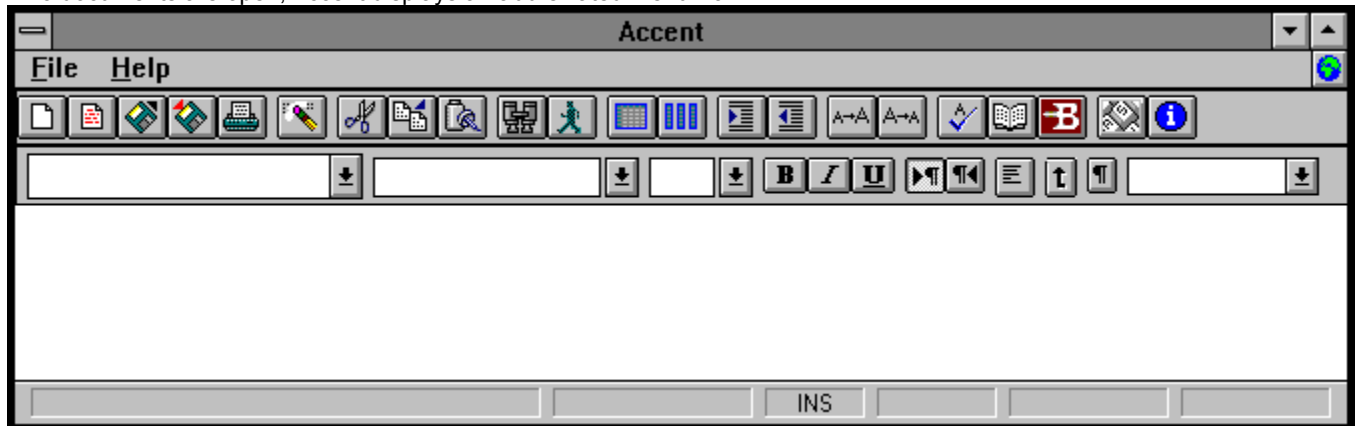 Accent
File Help
A→A A→A A B i
B I U ¶ ¶ t ¶
INS